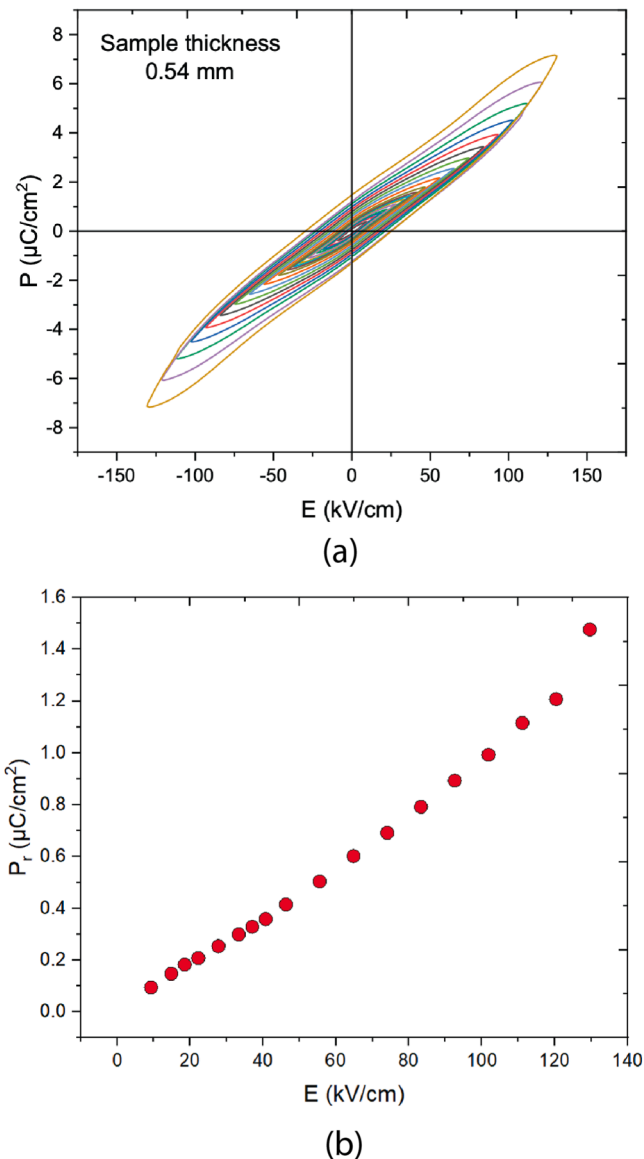 Sample thickness
0.54 mm
8
6
4
2
0
-2
-4
-6
-8
P (µC/cm²)
-150 -100 -50 0 50 100 150
E (kV/cm)
(a)
1.6
1.4
1.2
1.0
0.8
0.6
0.4
0.2
0.0
Pr (µC/cm²)
0 20 40 60 80 100 120 140
E (kV/cm)
(b)